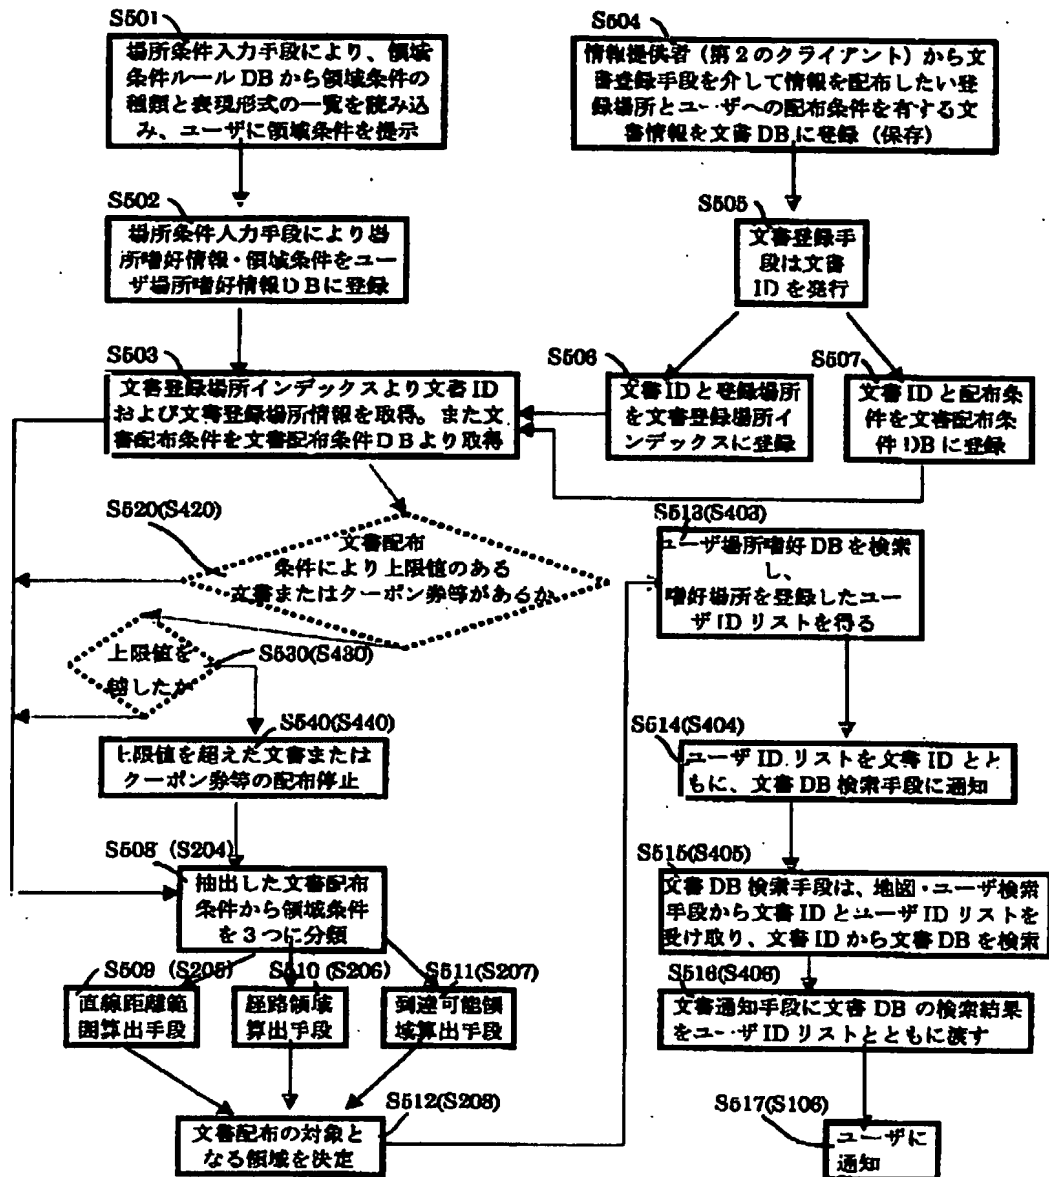 S501
場所条件入力手段により、領域
条件ルールDBから領域条件の
種類と表現形式の一覧を読み込
み、ユーザに領域条件を提示
S504
情報提供者（第2のクライアント）から文
書登録手段を介して情報を配布したい登
録場所とユーザへの配布条件を有する文
書情報を文書DBに登録（保存）
S502
場所条件入力手段により場
所嗜好情報・領域条件をユー
ザ場所嗜好情報DBに登録
S505
文書登録手
段は文書
IDを発行
S503
文書登録場所インデックスより文書ID
および文書登録場所情報を取得。また文
書配布条件を文書配布条件DBより取得
S506
文書IDと登録場所
を文書登録場所イ
ンデックスに登録
S507
文書IDと配布条
件を文書配布条
件DBに登録
S520(S420)
文書配布
条件により上限値のある
文書またはクーポン券等があるか
S530(S430)
上限値を
越したか
S540(S440)
上限値を超えた文書または
クーポン券等の配布停止
S508 (S204)
抽出した文書配布
条件から領域条件
を3つに分類
S509 (S205)
直線距離範
囲算出手段
S510 (S206)
経路領域
算出手段
S511(S207)
到達可能領
域算出手段
S512(S208)
文書配布の対象と
なる領域を決定
S513(S403)
ユーザ場所嗜好DBを検索
し、
嗜好場所を登録したユー
ザIDリストを得る
S514(S404)
ユーザIDリストを文書IDとと
もに、文書DB検索手段に通知
S515(S405)
文書DB検索手段は、地図・ユーザ検索
手段から文書IDとユーザIDリストを
受け取り、文書IDから文書DBを検索
S516(S406)
文書通知手段に文書DBの検索結果
をユーザIDリストとともに渡す
S517(S106)
ユーザに
通知